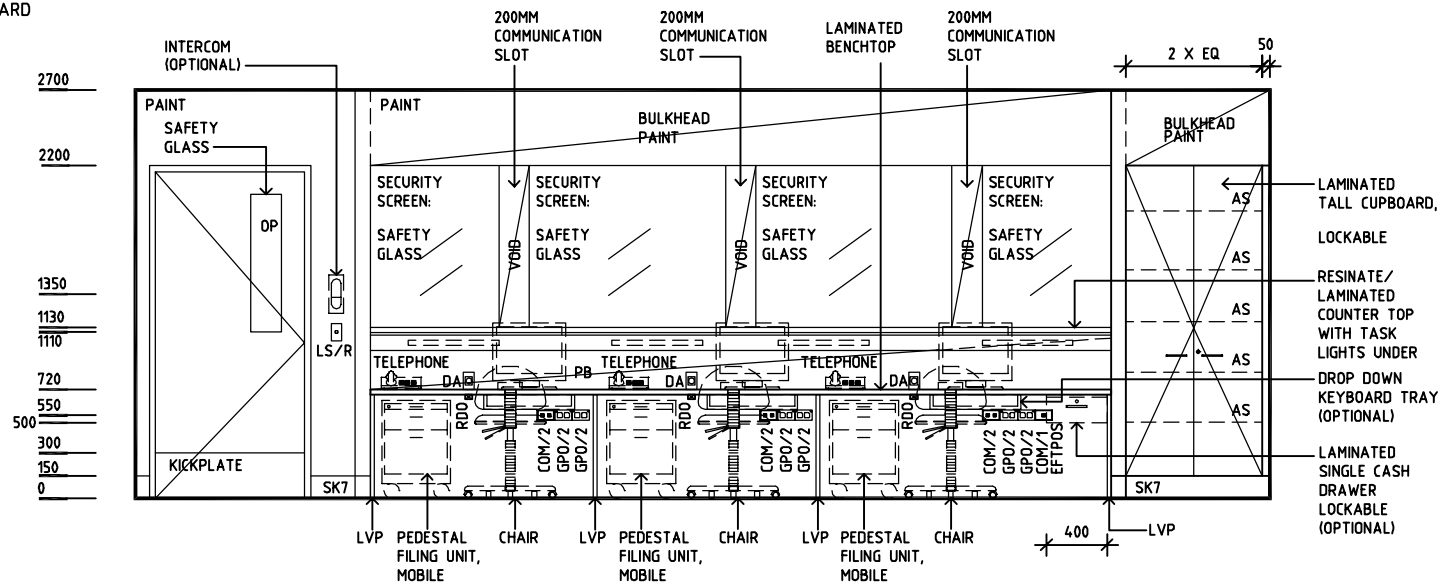 ARD
INTERCOM
(OPTIONAL)
200MM
COMMUNICATION
SLOT
200MM
COMMUNICATION
SLOT
LAMINATED
BENCHTOP
200MM
COMMUNICATION
SLOT
2 X EQ
50
2700
2200
1350
1130
1110
720
550
500
300
150
0
PAINT
SAFETY
GLASS
OP
LS/R
KICKPLATE
SK7
PAINT
BULKHEAD
PAINT
BULKHEAD
PAINT
SECURITY
SCREEN:
SAFETY
GLASS
VOID
SECURITY
SCREEN:
SAFETY
GLASS
VOID
SECURITY
SCREEN:
SAFETY
GLASS
VOID
SECURITY
SCREEN:
SAFETY
GLASS
AS
AS
AS
AS
AS
TELEPHONE
DA
RDO
PB
TELEPHONE
DA
RDO
TELEPHONE
DA
RDO
COM/2
GPO/2
GPO/2
COM/2
GPO/2
GPO/2
COM/2
GPO/2
GPO/2
COM/1
EFTPOS
SK7
LAMINATED
TALL CUPBOARD,
LOCKABLE
RESINATE/
LAMINATED
COUNTER TOP
WITH TASK
LIGHTS UNDER
DROP DOWN
KEYBOARD TRAY
(OPTIONAL)
LAMINATED
SINGLE CASH
DRAWER
LOCKABLE
(OPTIONAL)
LVP
PEDESTAL
FILING UNIT,
MOBILE
CHAIR
LVP
PEDESTAL
FILING UNIT,
MOBILE
CHAIR
LVP
PEDESTAL
FILING UNIT,
MOBILE
CHAIR
400
LVP